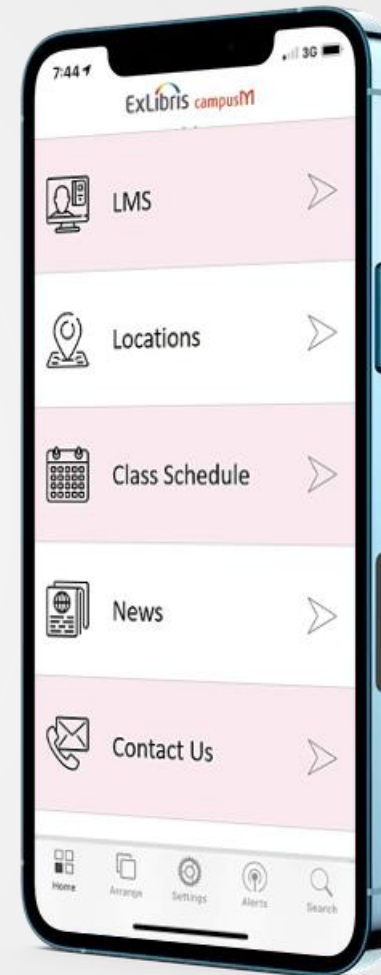 7:44
3G
ExLibris campusM
LMS
Locations
Class Schedule
News
Contact Us
Home
Arrange
Settings
Alerts
Search